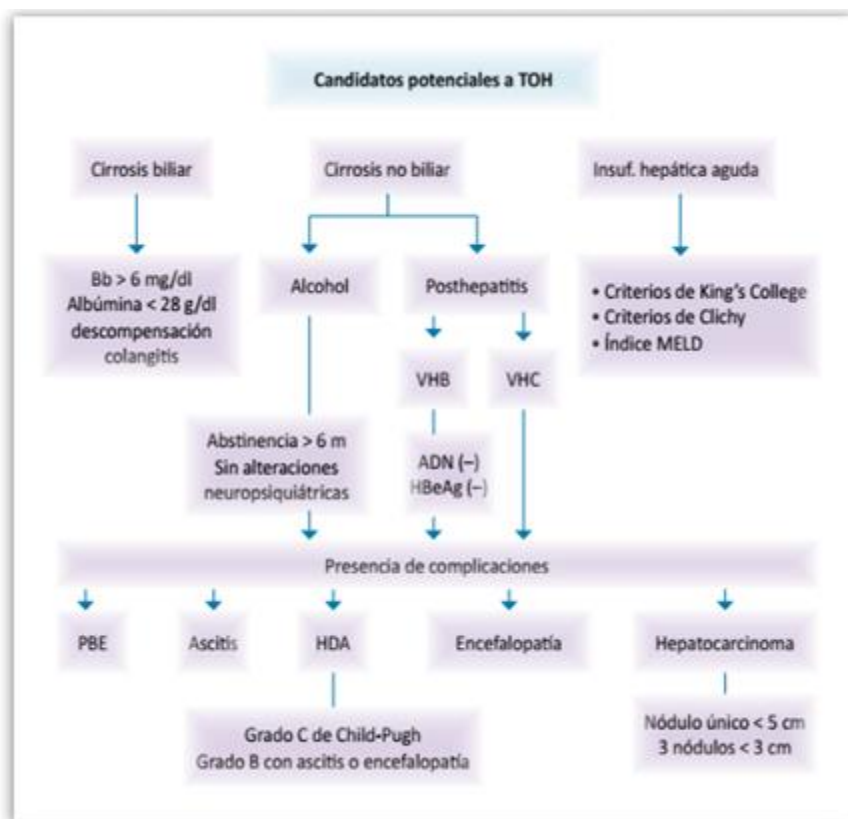 Candidatos potenciales a TOH
Cirrosis biliar
Cirrosis no biliar
Insuf. hepática aguda
Bb > 6 mg/dl
Albúmina < 28 g/dl
descompensación
colangitis
Alcohol
Posthepatitis
• Criterios de King's College
• Criterios de Clichy
• Índice MELD
VHB
VHC
Abstinencia > 6 m
Sin alteraciones
neuropsiquiátricas
ADN (–)
HBeAg (–)
Presencia de complicaciones
PBE
Ascitis
HDA
Encefalopatía
Hepatocarcinoma
Grado C de Child-Pugh
Grado B con ascitis o encefalopatía
Nódulo único < 5 cm
3 nódulos < 3 cm